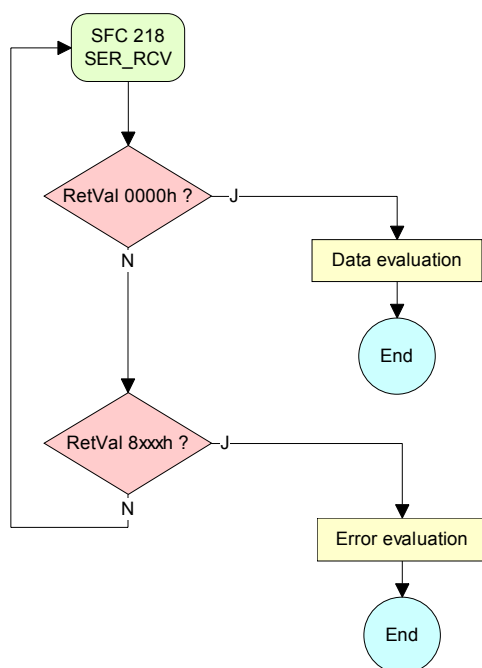 SFC 218
SER_RCV
RetVal 0000h ?
J
N
Data evaluation
End
RetVal 8xxxh ?
J
N
Error evaluation
End